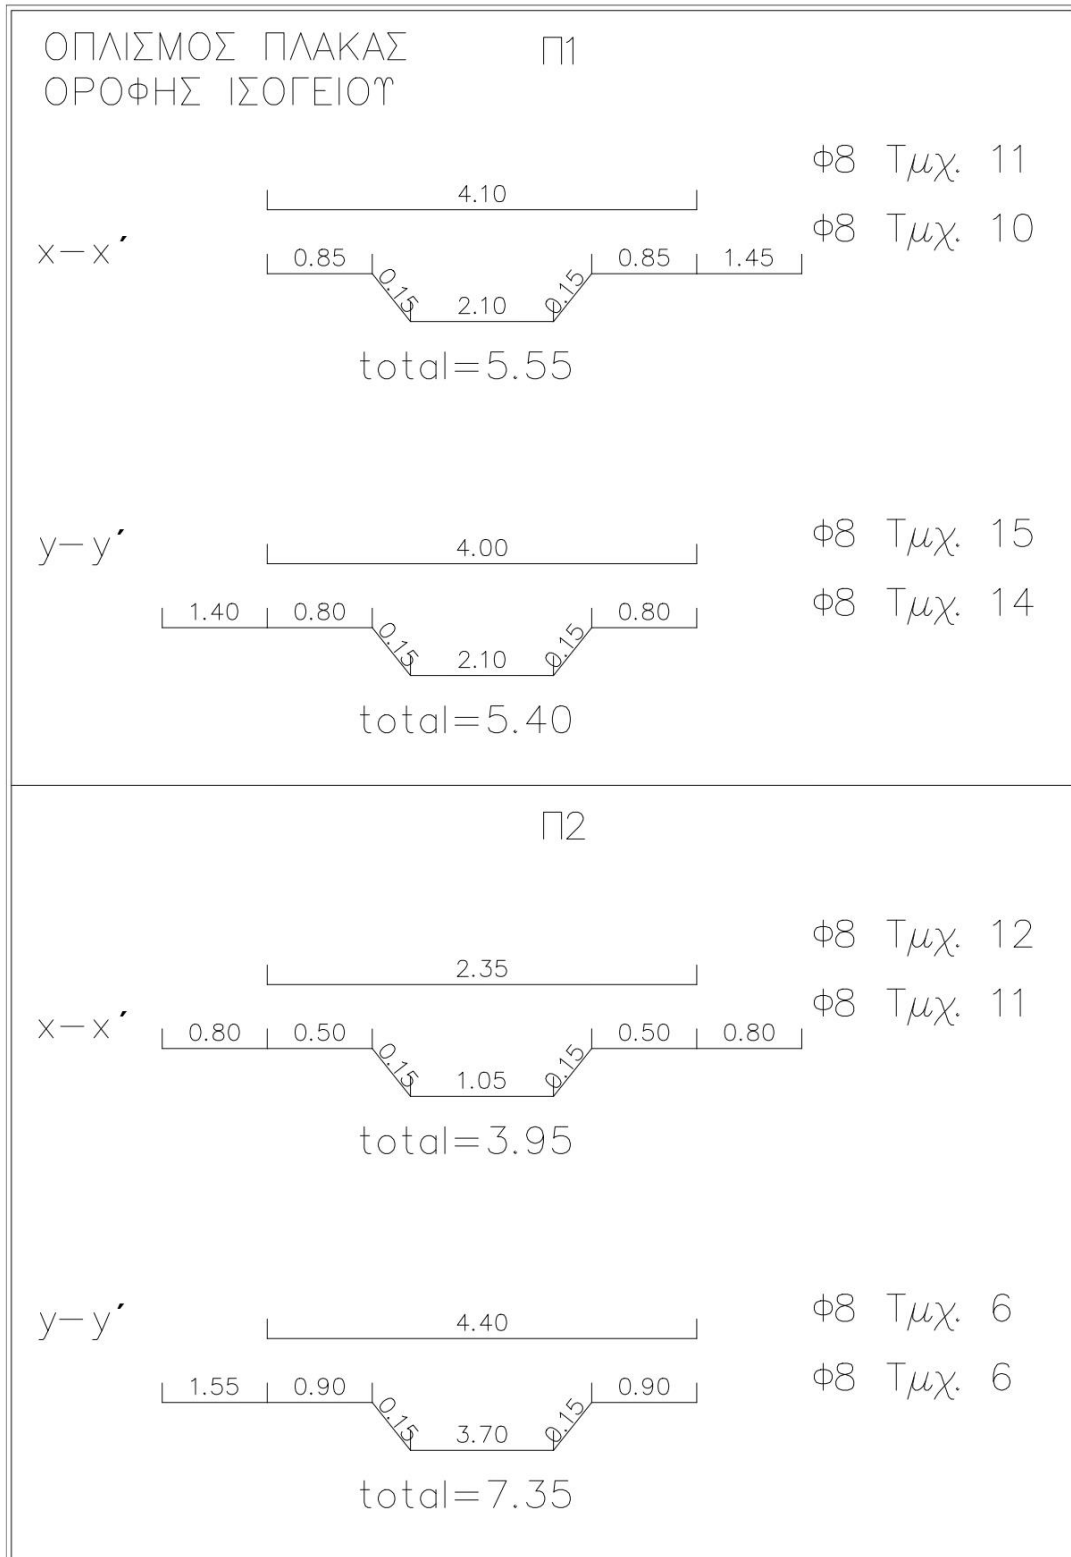 ΟΠΛΙΣΜΟΣ ΠΛΑΚΑΣ
ΟΡΟΦΗΣ ΙΣΟΓΕΙΟΥ
Π1
Φ8 Τμχ. 11
4.10
Φ8 Τμχ. 10
x-x´
0.85 0.15 2.10 0.15 0.85 1.45
total=5.55
Φ8 Τμχ. 15
y-y´
4.00
Φ8 Τμχ. 14
1.40 0.80 0.15 2.10 0.15 0.80
total=5.40
Π2
Φ8 Τμχ. 12
2.35
Φ8 Τμχ. 11
x-x´
0.80 0.50 0.15 1.05 0.15 0.50 0.80
total=3.95
Φ8 Τμχ. 6
y-y´
4.40
Φ8 Τμχ. 6
1.55 0.90 0.15 3.70 0.15 0.90
total=7.35